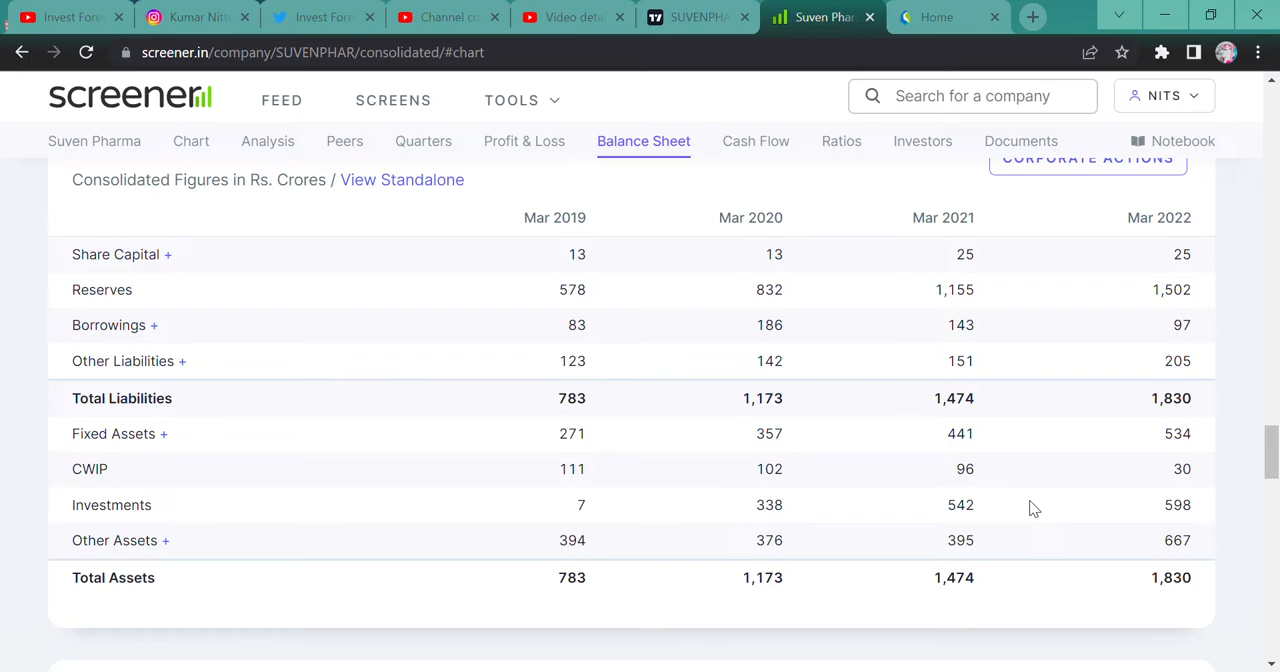 Invest Fore
Kumar Nitt
Invest Fore
Channel co
Video deta
SUVENPHA
Suven Phar
Home
screener.in/company/SUVENPHAR/consolidated/#chart
screener
FEED
SCREENS
TOOLS
Search for a company
NITS
Suven Pharma
Chart
Analysis
Peers
Quarters
Profit & Loss
Balance Sheet
Cash Flow
Ratios
Investors
Documents
Notebook
CORPORATE ACTIONS
Consolidated Figures in Rs. Crores / View Standalone
Mar 2019 Mar 2020 Mar 2021 Mar 2022
Share Capital + 13 13 25 25
Reserves 578 832 1,155 1,502
Borrowings + 83 186 143 97
Other Liabilities + 123 142 151 205
Total Liabilities 783 1,173 1,474 1,830
Fixed Assets + 271 357 441 534
CWIP 111 102 96 30
Investments 7 338 542 598
Other Assets + 394 376 395 667
Total Assets 783 1,173 1,474 1,830